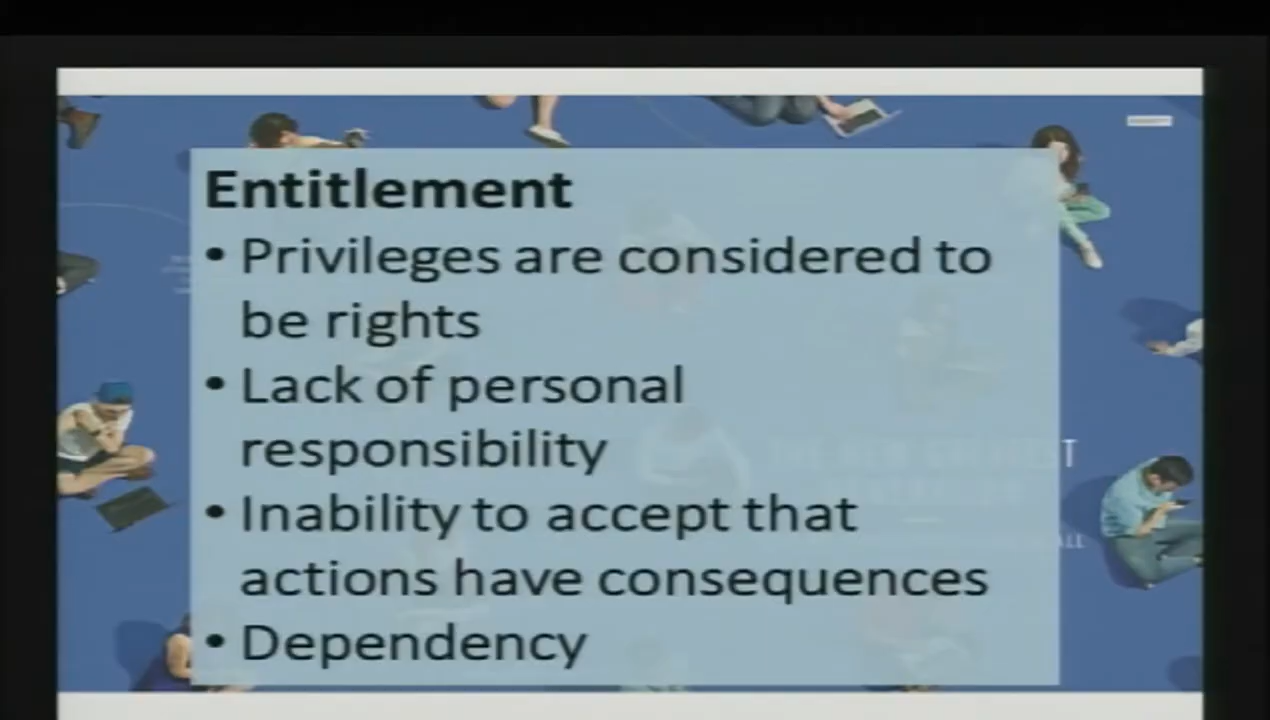 Entitlement
• Privileges are considered to
be rights
• Lack of personal
responsibility
• Inability to accept that
actions have consequences
• Dependency